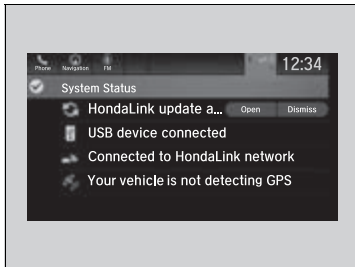 12:34
Phone Navigation FM
System Status
HondaLink update a... Open Dismiss
USB device connected
Connected to HondaLink network
Your vehicle is not detecting GPS